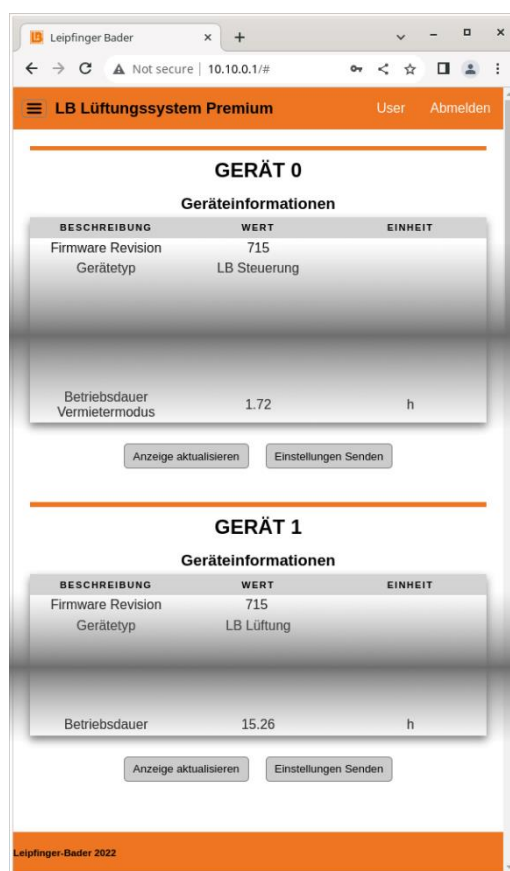 Leipfinger Bader
Not secure | 10.10.0.1/#
LB Lüftungssystem Premium User Abmelden
GERÄT 0
Geräteinformationen
BESCHREIBUNG WERT EINHEIT
Firmware Revision 715
Gerätetyp LB Steuerung
Betriebsdauer
Vermietermodus 1.72 h
Anzeige aktualisieren Einstellungen Senden
GERÄT 1
Geräteinformationen
BESCHREIBUNG WERT EINHEIT
Firmware Revision 715
Gerätetyp LB Lüftung
Betriebsdauer 15.26 h
Anzeige aktualisieren Einstellungen Senden
Leipfinger-Bader 2022